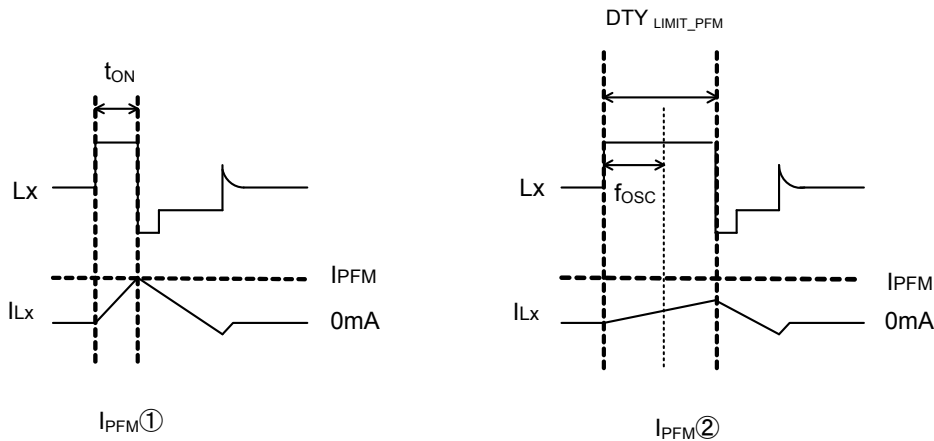 tON
Lx
IPFM
ILx
0mA
IPFM①
DTY LIMIT_PFM
Lx
fOSC
IPFM
ILx
0mA
IPFM②